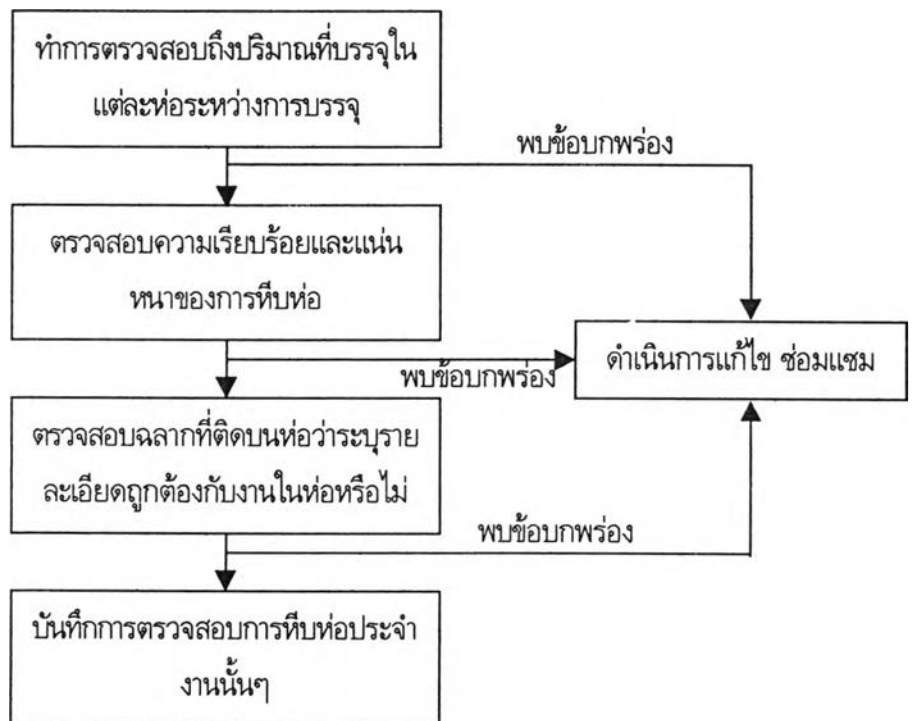 ทำการตรวจสอบถึงปริมาณที่บรรจุใน
แต่ละห่อระหว่างการบรรจุ
พบข้อบกพร่อง
ตรวจสอบความเรียบร้อยและแน่น
หนาของการหีบห่อ
ดำเนินการแก้ไข ซ่อมแซม
พบข้อบกพร่อง
ตรวจสอบฉลากที่ติดบนห่อว่าระบุราย
ละเอียดถูกต้องกับงานในห่อหรือไม่
พบข้อบกพร่อง
บันทึกการตรวจสอบการหีบห่อประจำ
งานนั้นๆ